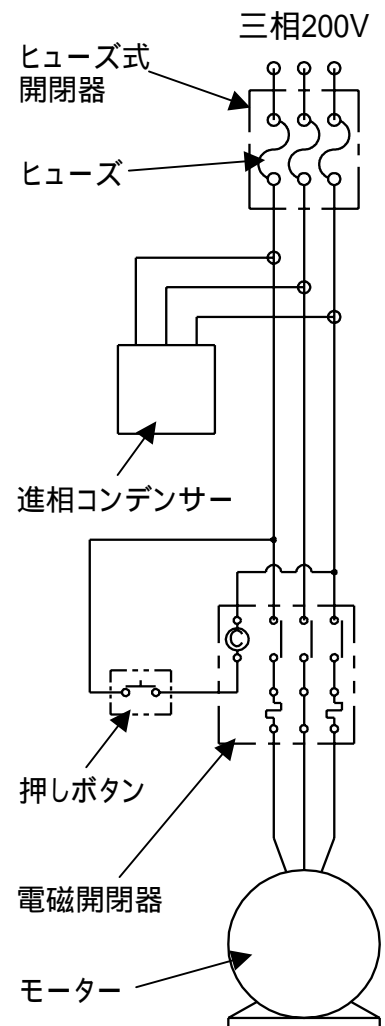 三相200V
ヒューズ式
開閉器
ヒューズ
進相コンデンサー
C
押しボタン
電磁開閉器
モーター